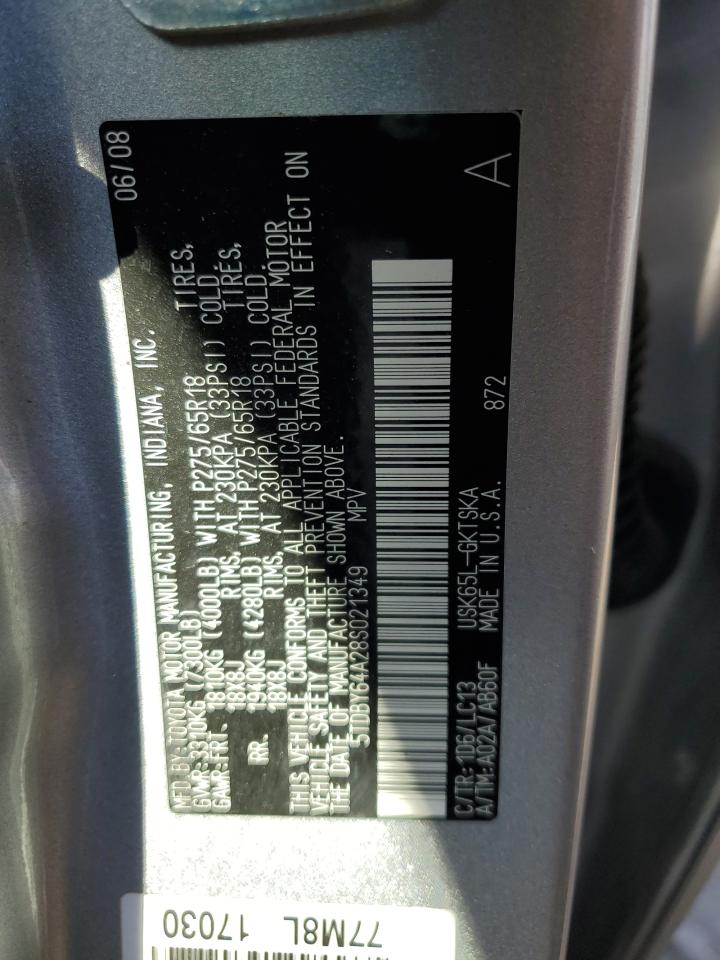 MFD.BY:TOYOTA MOTOR MANUFACTURING, INDIANA, INC. 06/08
GVWR:3310KG (7300LB)
GAWR:FRT. 1810KG (4000LB) WITH P275/65R18 TIRES,
18X8J RIMS, AT 230KPA (33PSI) COLD
RR. 1940KG (4280LB) WITH P275/65R18 TIRES,
18X8J RIMS, AT 230KPA (33PSI) COLD.
THIS VEHICLE CONFORMS TO ALL APPLICABLE FEDERAL MOTOR
VEHICLE SAFETY AND THEFT PREVENTION STANDARDS IN EFFECT ON
THE DATE OF MANUFACTURE SHOWN ABOVE.
5TDBY64A28S021349 MPV
C/TR:1D6/LC13 USK65L-GKTSKA 872 A
A/TM:A02A/AB60F MADE IN U.S.A.
77M8L
17030